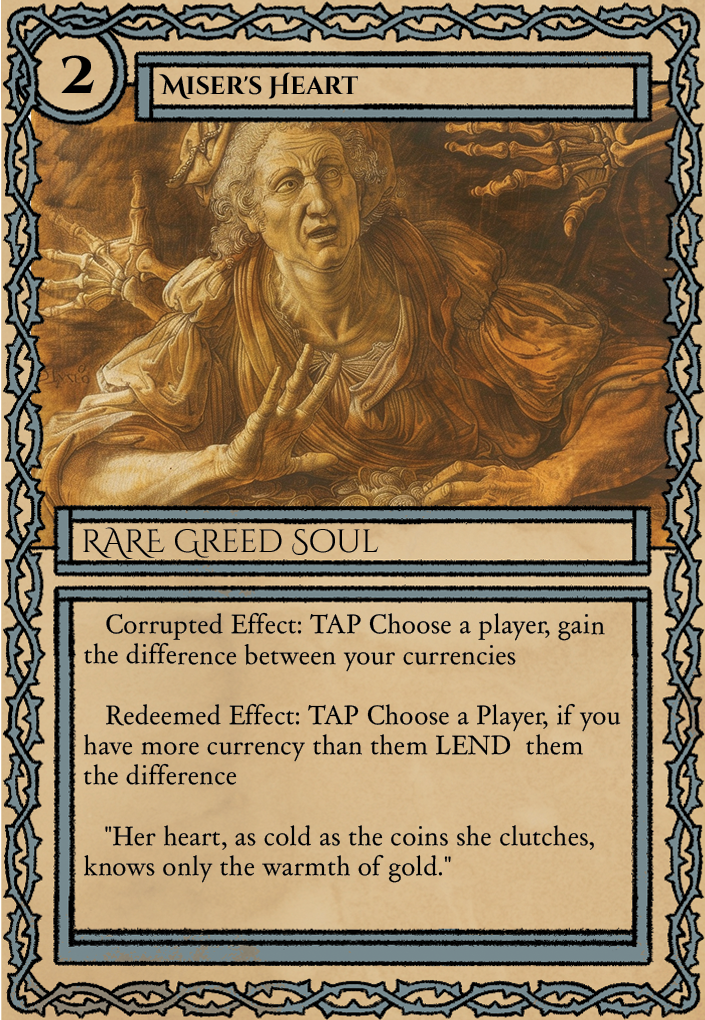 2
Miser's Heart
Rare Greed Soul
Corrupted Effect: TAP Choose a player, gain
the difference between your currencies
Redeemed Effect: TAP Choose a Player, if you
have more currency than them LEND  them
the difference
"Her heart, as cold as the coins she clutches,
knows only the warmth of gold."